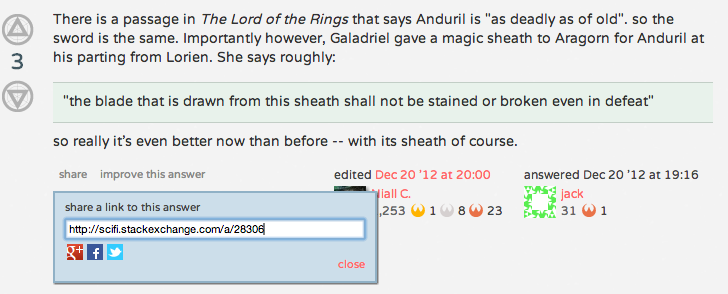 There is a passage in The Lord of the Rings that says Anduril is "as deadly as of old". so the
sword is the same. Importantly however, Galadriel gave a magic sheath to Aragorn for Anduril at
his parting from Lorien. She says roughly:
3
"the blade that is drawn from this sheath shall not be stained or broken even in defeat"
so really it's even better now than before -- with its sheath of course.
share improve this answer
edited Dec 20 '12 at 20:00
answered Dec 20 '12 at 19:16
Niall C.
,253 1 8 23
jack
31 1
share a link to this answer
http://scifi.stackexchange.com/a/28306
g+ f
close